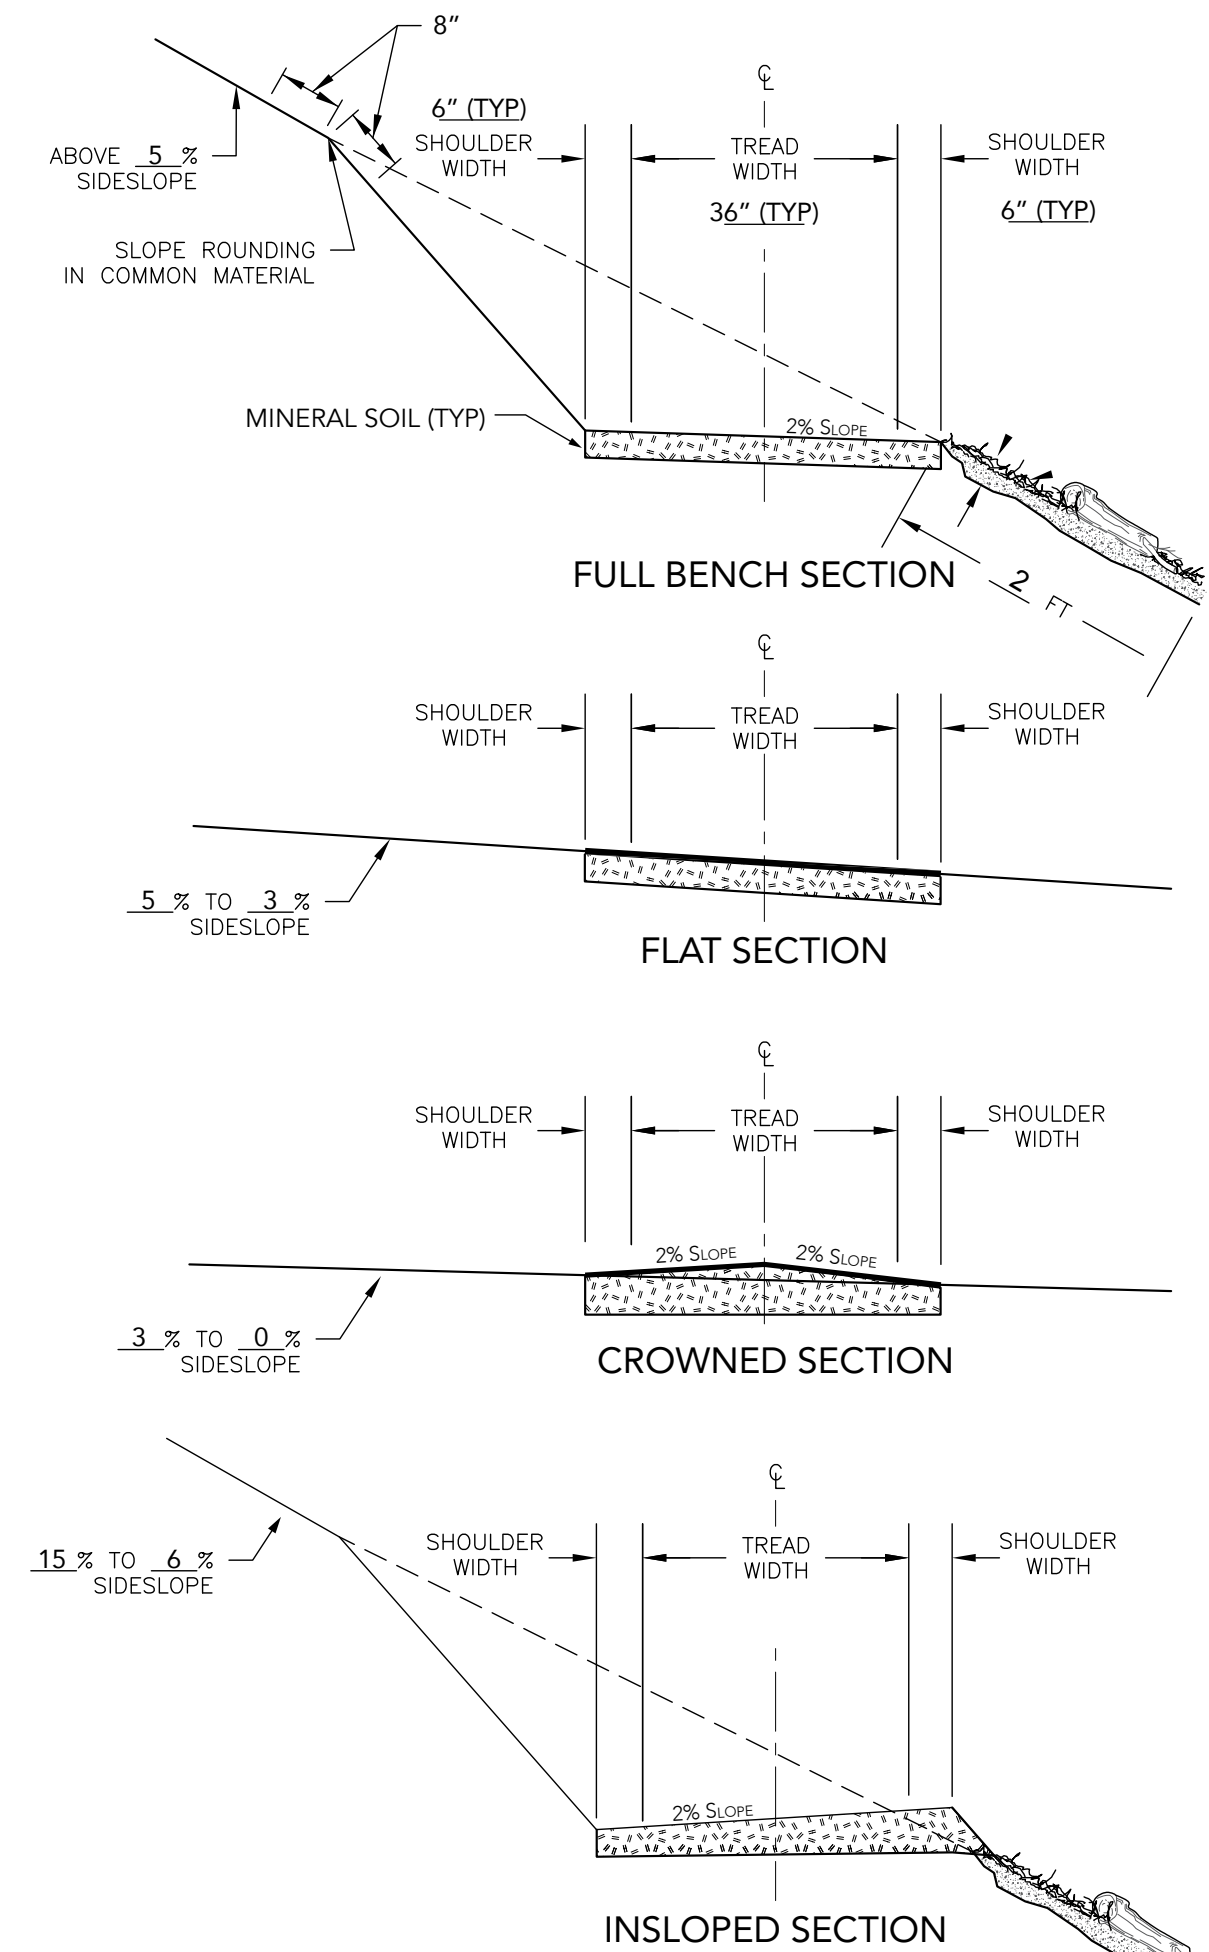 8"
℄
6" (TYP)
SHOULDER
WIDTH
TREAD
WIDTH
36" (TYP)
SHOULDER
WIDTH
6" (TYP)
ABOVE 5 %
SIDESLOPE
SLOPE ROUNDING
IN COMMON MATERIAL
MINERAL SOIL (TYP)
2% SLOPE
FULL BENCH SECTION
2 FT
℄
SHOULDER
WIDTH
TREAD
WIDTH
SHOULDER
WIDTH
5 % TO 3 %
SIDESLOPE
FLAT SECTION
℄
SHOULDER
WIDTH
TREAD
WIDTH
SHOULDER
WIDTH
2% SLOPE
2% SLOPE
3 % TO 0 %
SIDESLOPE
CROWNED SECTION
℄
SHOULDER
WIDTH
TREAD
WIDTH
SHOULDER
WIDTH
15 % TO 6 %
SIDESLOPE
2% SLOPE
INSLOPED SECTION